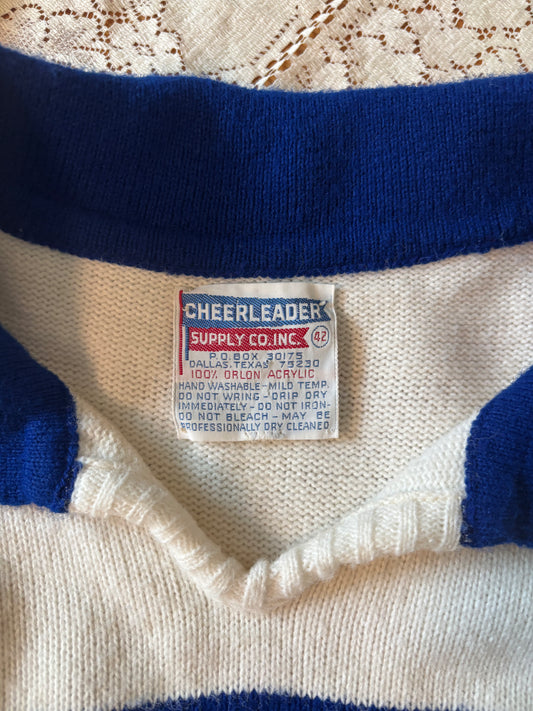 CHEERLEADER
SUPPLY CO. INC. 42
P.O. BOX 30175
DALLAS, TEXAS 75230
100% ORLON ACRYLIC
HAND WASHABLE-MILD TEMP.
DO NOT WRING - DRIP DRY
IMMEDIATELY - DO NOT IRON-
DO NOT BLEACH - MAY BE
PROFESSIONALLY DRY CLEANED